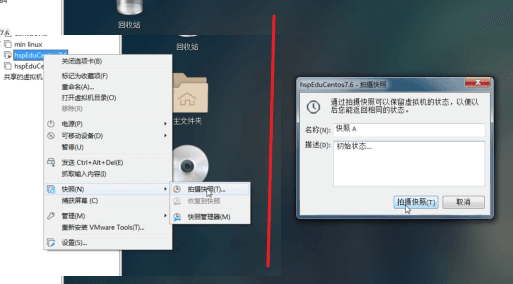 回收站
min linux
hspEduCentos7.6
hspEduCe
共享的虚拟机
关闭选项卡(B)
标记为收藏项(F)
重命名(A)...
打开虚拟机目录(O)
移除(R)
电源(P)
可移动设备(D)
暂停(U)
发送 Ctrl+Alt+Del(E)
抓取输入内容(I)
快照(N)
捕获屏幕 (C)
管理(M)
重新安装 VMware Tools(T)...
设置(S)...
回收站
主文件夹
拍摄快照(T)...
恢复到快照
快照管理器(M)
hspEduCentos7.6 - 拍摄快照
通过拍摄快照可以保留虚拟机的状态，以便以
后您能返回相同的状态。
名称(N): 快照 A
描述(D): 初始状态...
拍摄快照(T) 取消